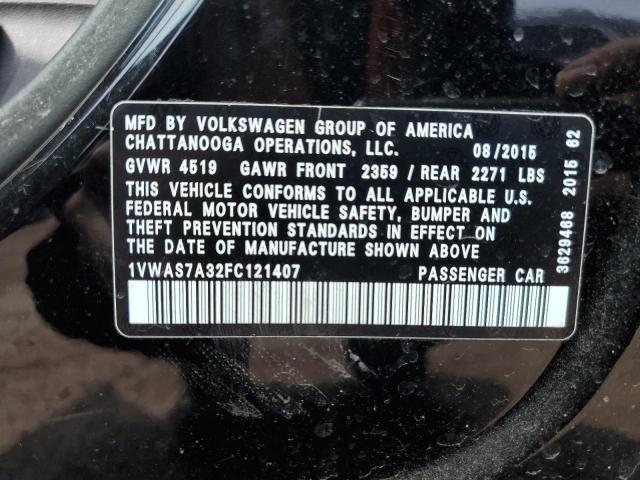 MFD BY VOLKSWAGEN GROUP OF AMERICA
CHATTANOOGA OPERATIONS, LLC. 08/2015
GVWR 4519 GAWR FRONT 2359 / REAR 2271 LBS
THIS VEHICLE CONFORMS TO ALL APPLICABLE U.S.
FEDERAL MOTOR VEHICLE SAFETY, BUMPER AND
THEFT PREVENTION STANDARDS IN EFFECT ON
THE DATE OF MANUFACTURE SHOWN ABOVE
1VWAS7A32FC121407 PASSENGER CAR
3629468 2015 62